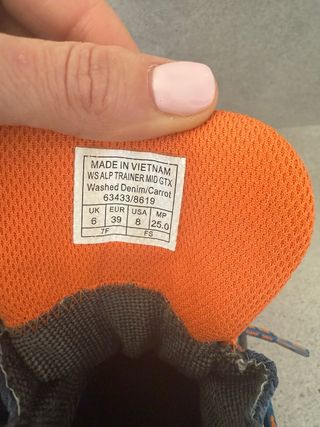 MADE IN VIETNAM
WS ALP TRAINER MID GTX
Washed Denim/Carrot
63433/8619
UK EUR USA MP
6 39 8 25.0
7F FS